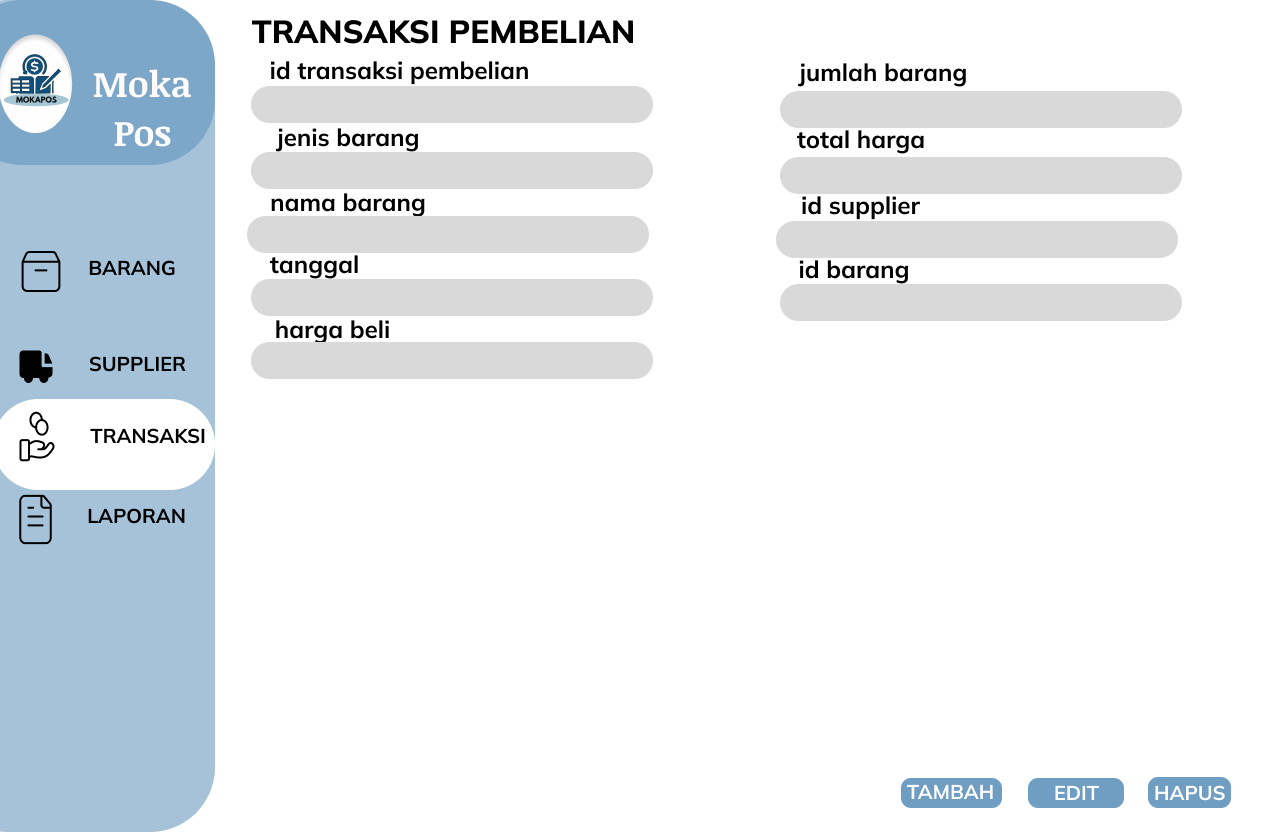 MOKAPOS
Moka
Pos
BARANG
SUPPLIER
TRANSAKSI
LAPORAN
TRANSAKSI PEMBELIAN
id transaksi pembelian
jenis barang
nama barang
tanggal
harga beli
jumlah barang
total harga
id supplier
id barang
TAMBAH
EDIT
HAPUS